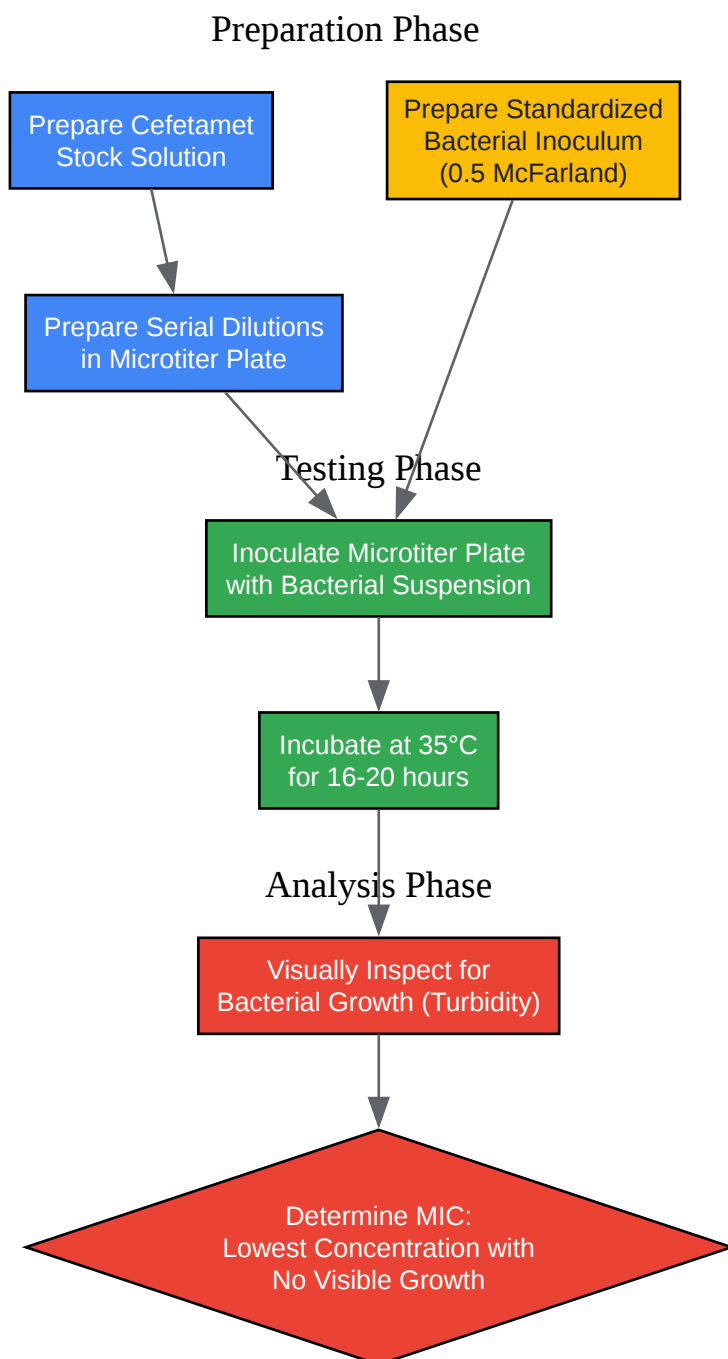 Preparation Phase
Prepare Cefetamet
Stock Solution
Prepare Standardized
Bacterial Inoculum
(0.5 McFarland)
Prepare Serial Dilutions
in Microtiter Plate
Testing Phase
Inoculate Microtiter Plate
with Bacterial Suspension
Incubate at 35°C
for 16-20 hours
Analysis Phase
Visually Inspect for
Bacterial Growth (Turbidity)
Determine MIC:
Lowest Concentration with
No Visible Growth